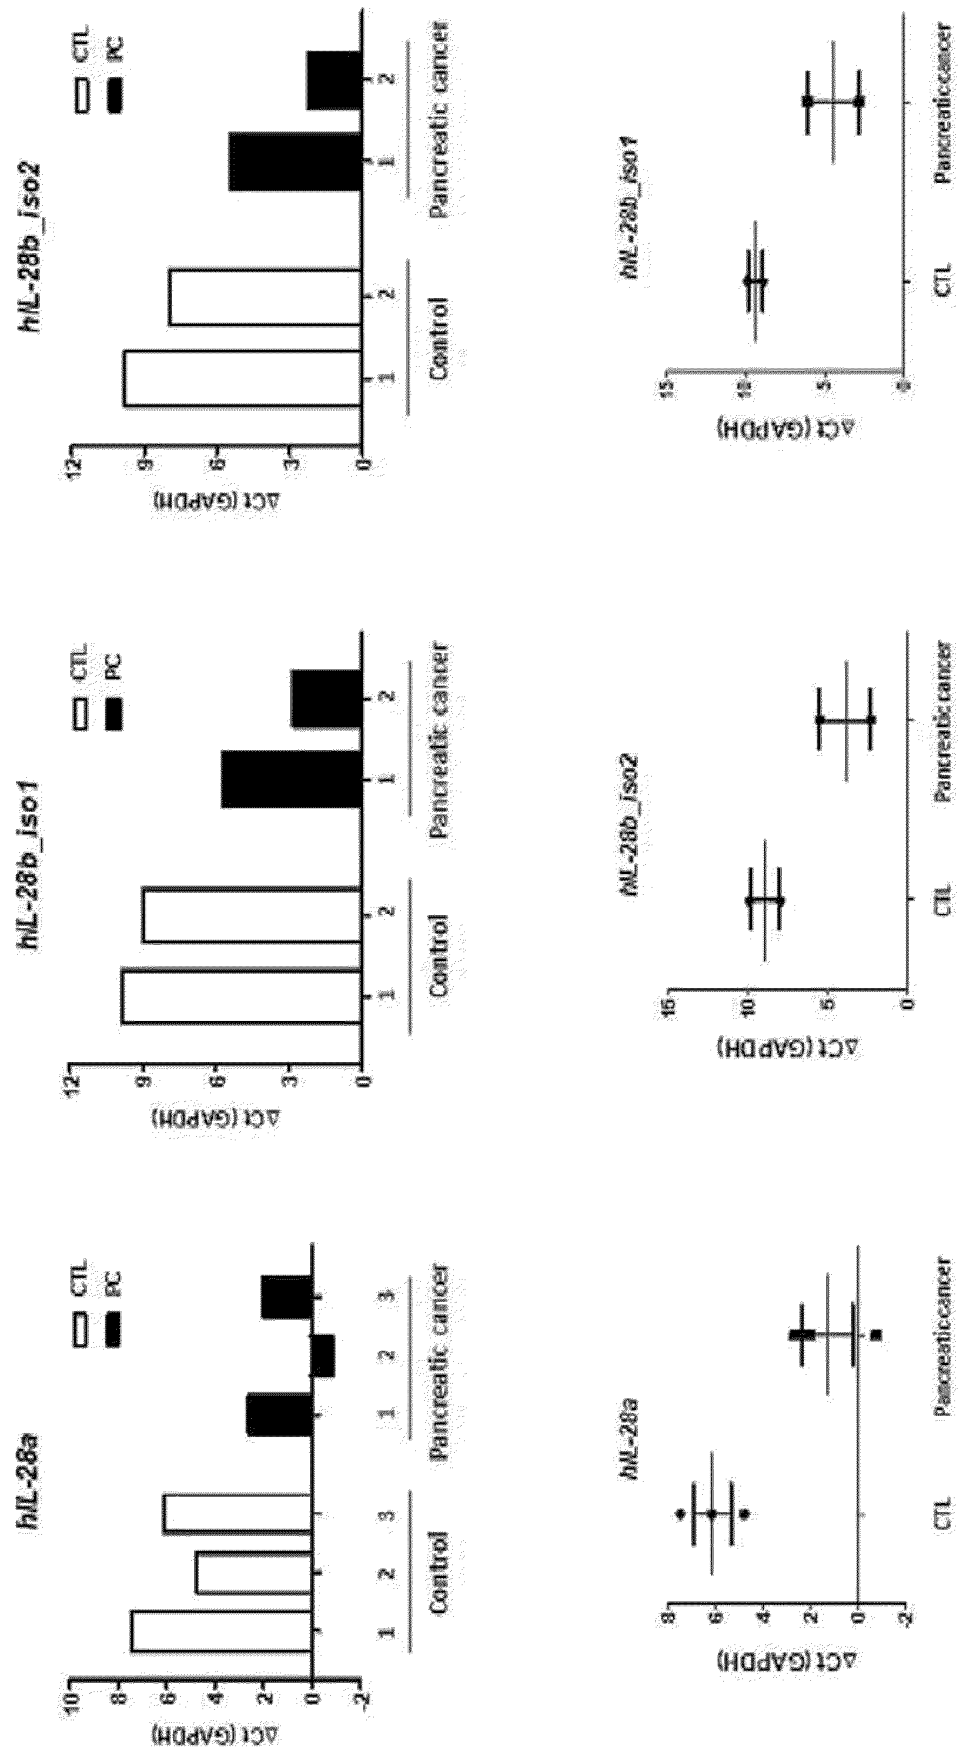 hIL-28a
CTL
PC
10
8
6
4
2
0
-2
ΔCt (GAPDH)
1 2 3 1 2 3
Control Pancreatic cancer
hIL-28b_iso1
CTL
PC
12
9
6
3
0
ΔCt (GAPDH)
1 2 1 2
Control Pancreatic cancer
hIL-28b_iso2
CTL
PC
12
9
6
3
0
ΔCt (GAPDH)
1 2 1 2
Control Pancreatic cancer
hIL-28a
8
6
4
2
0
-2
ΔCt (GAPDH)
CTL Pancreatic cancer
hIL-28b_iso2
15
10
5
0
ΔCt (GAPDH)
CTL Pancreatic cancer
hIL-28b_iso1
15
10
5
0
ΔCt (GAPDH)
CTL Pancreatic cancer